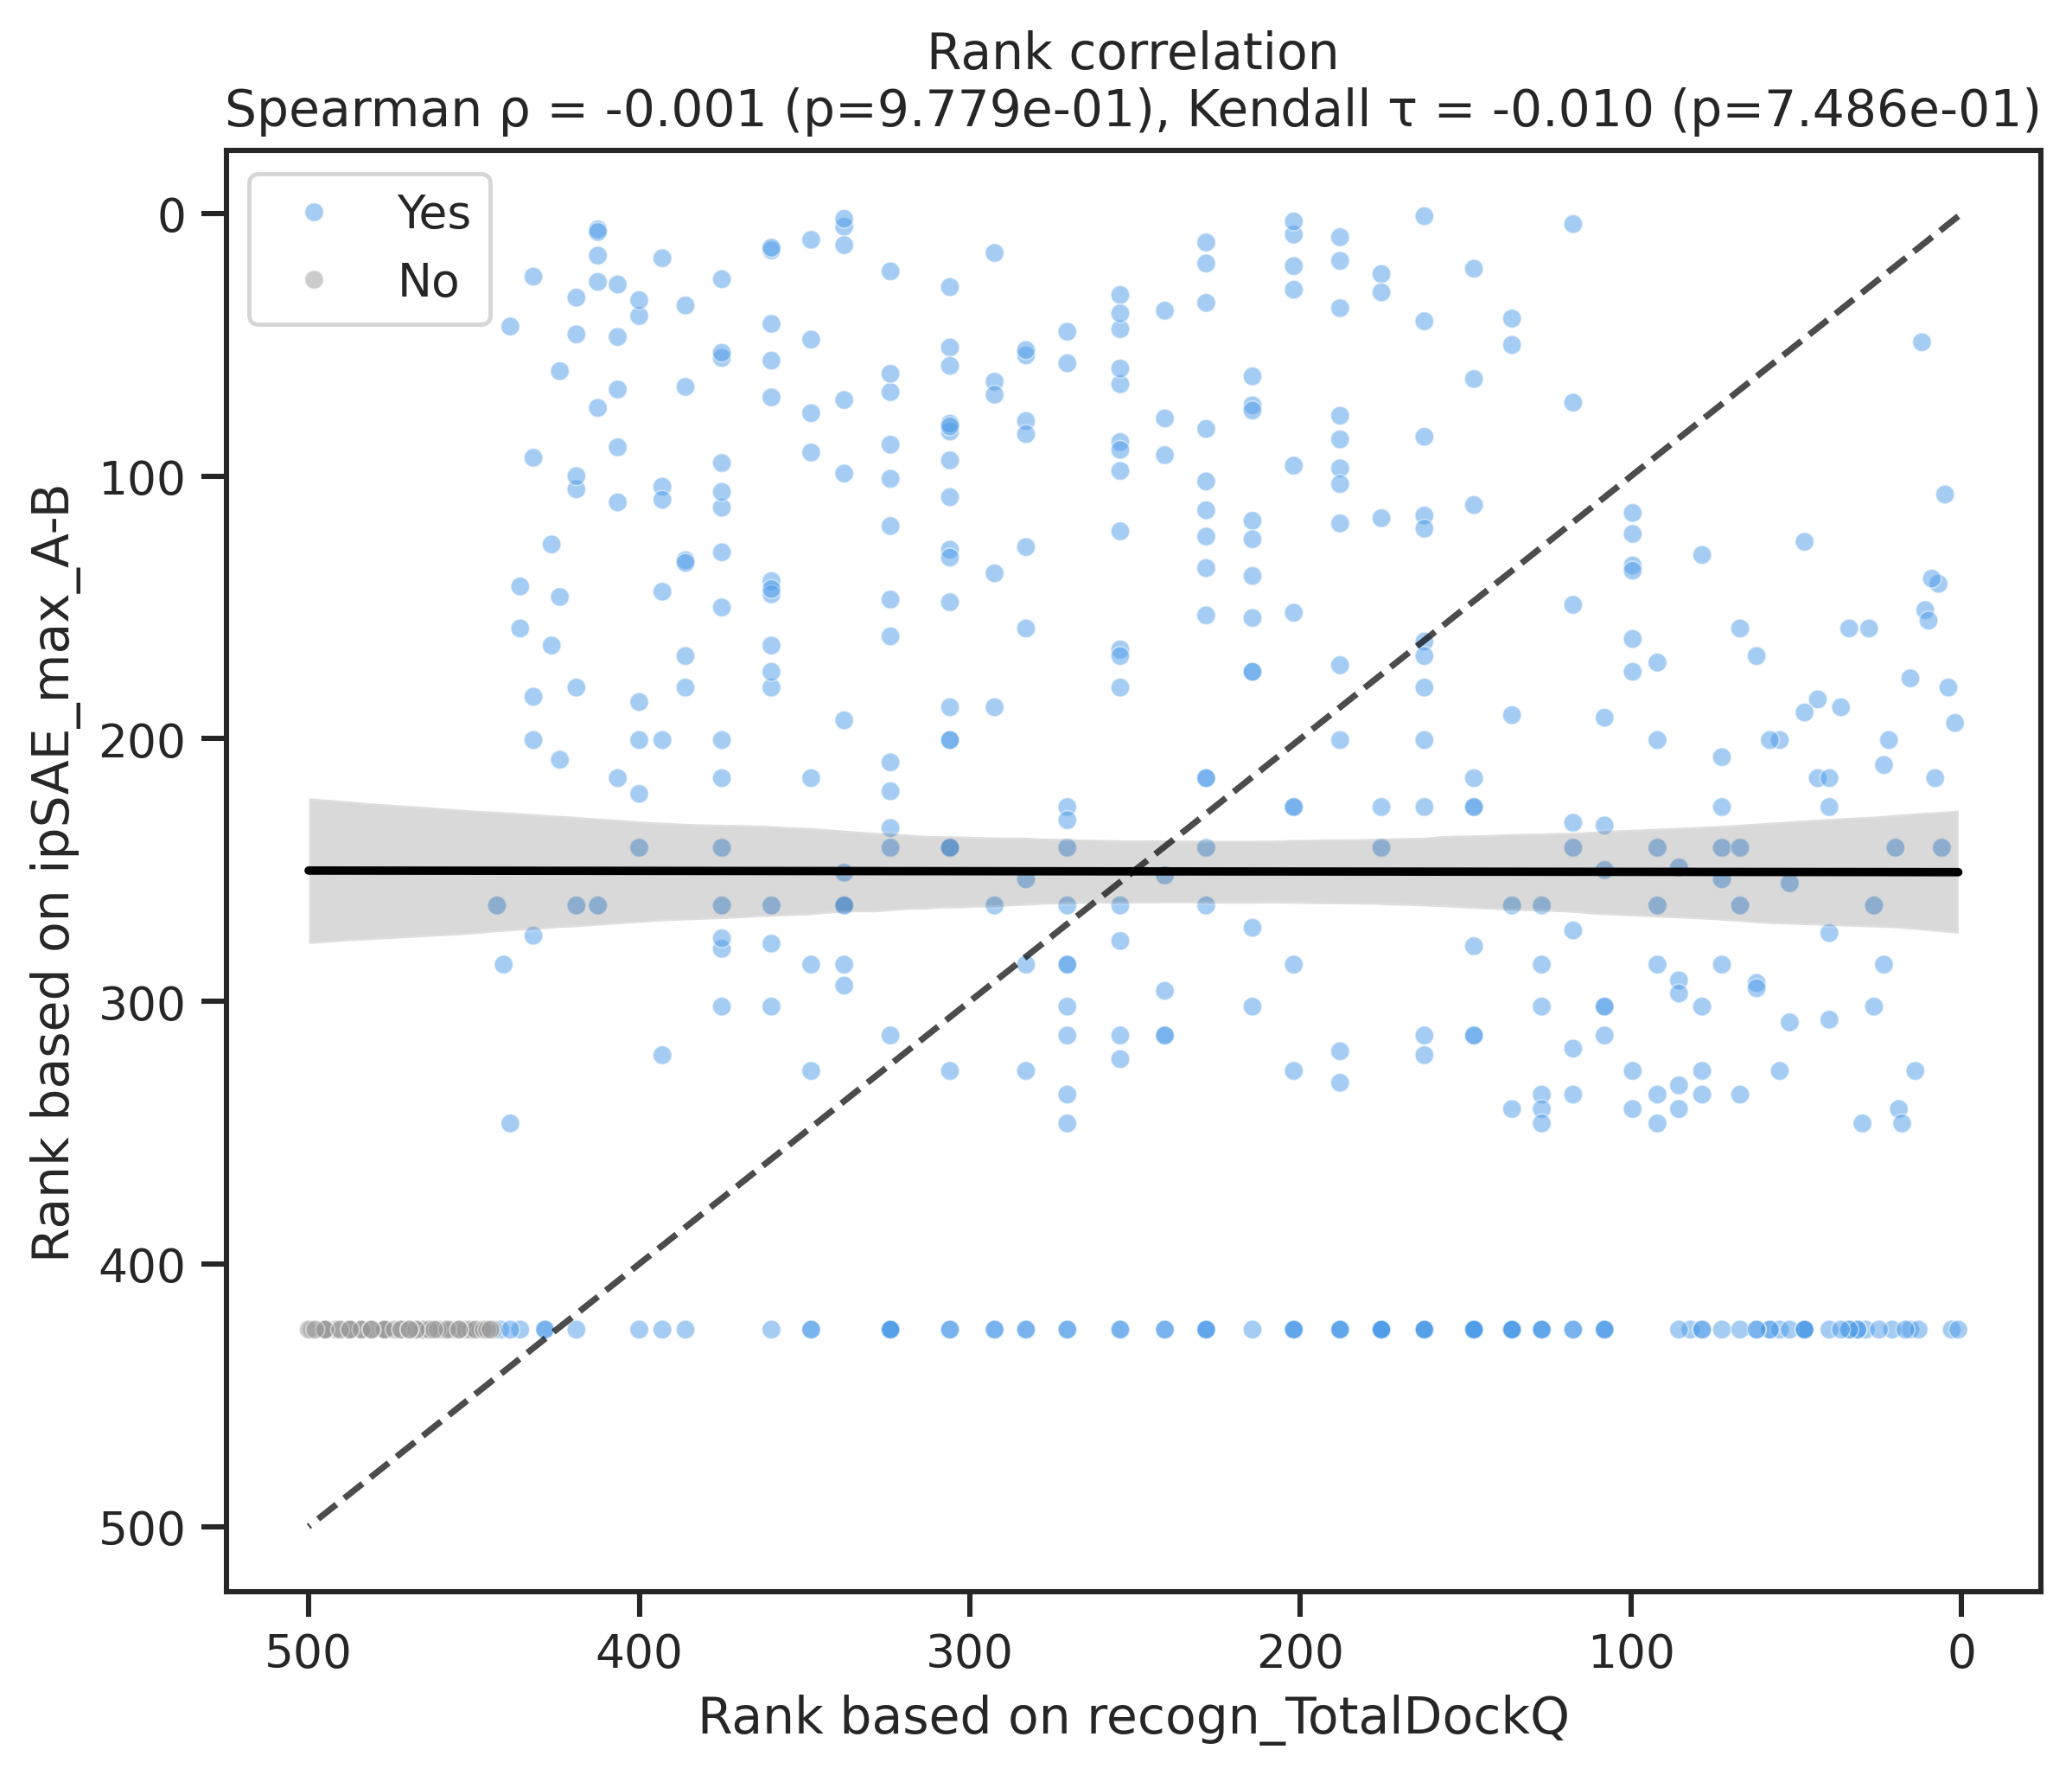 Rank correlation
Spearman ρ = -0.001 (p=9.779e-01), Kendall τ = -0.010 (p=7.486e-01)
Yes
No
Rank based on ipSAE_max_A-B
0
100
200
300
400
500
500
400
300
200
100
0
Rank based on recogn_TotalDockQ